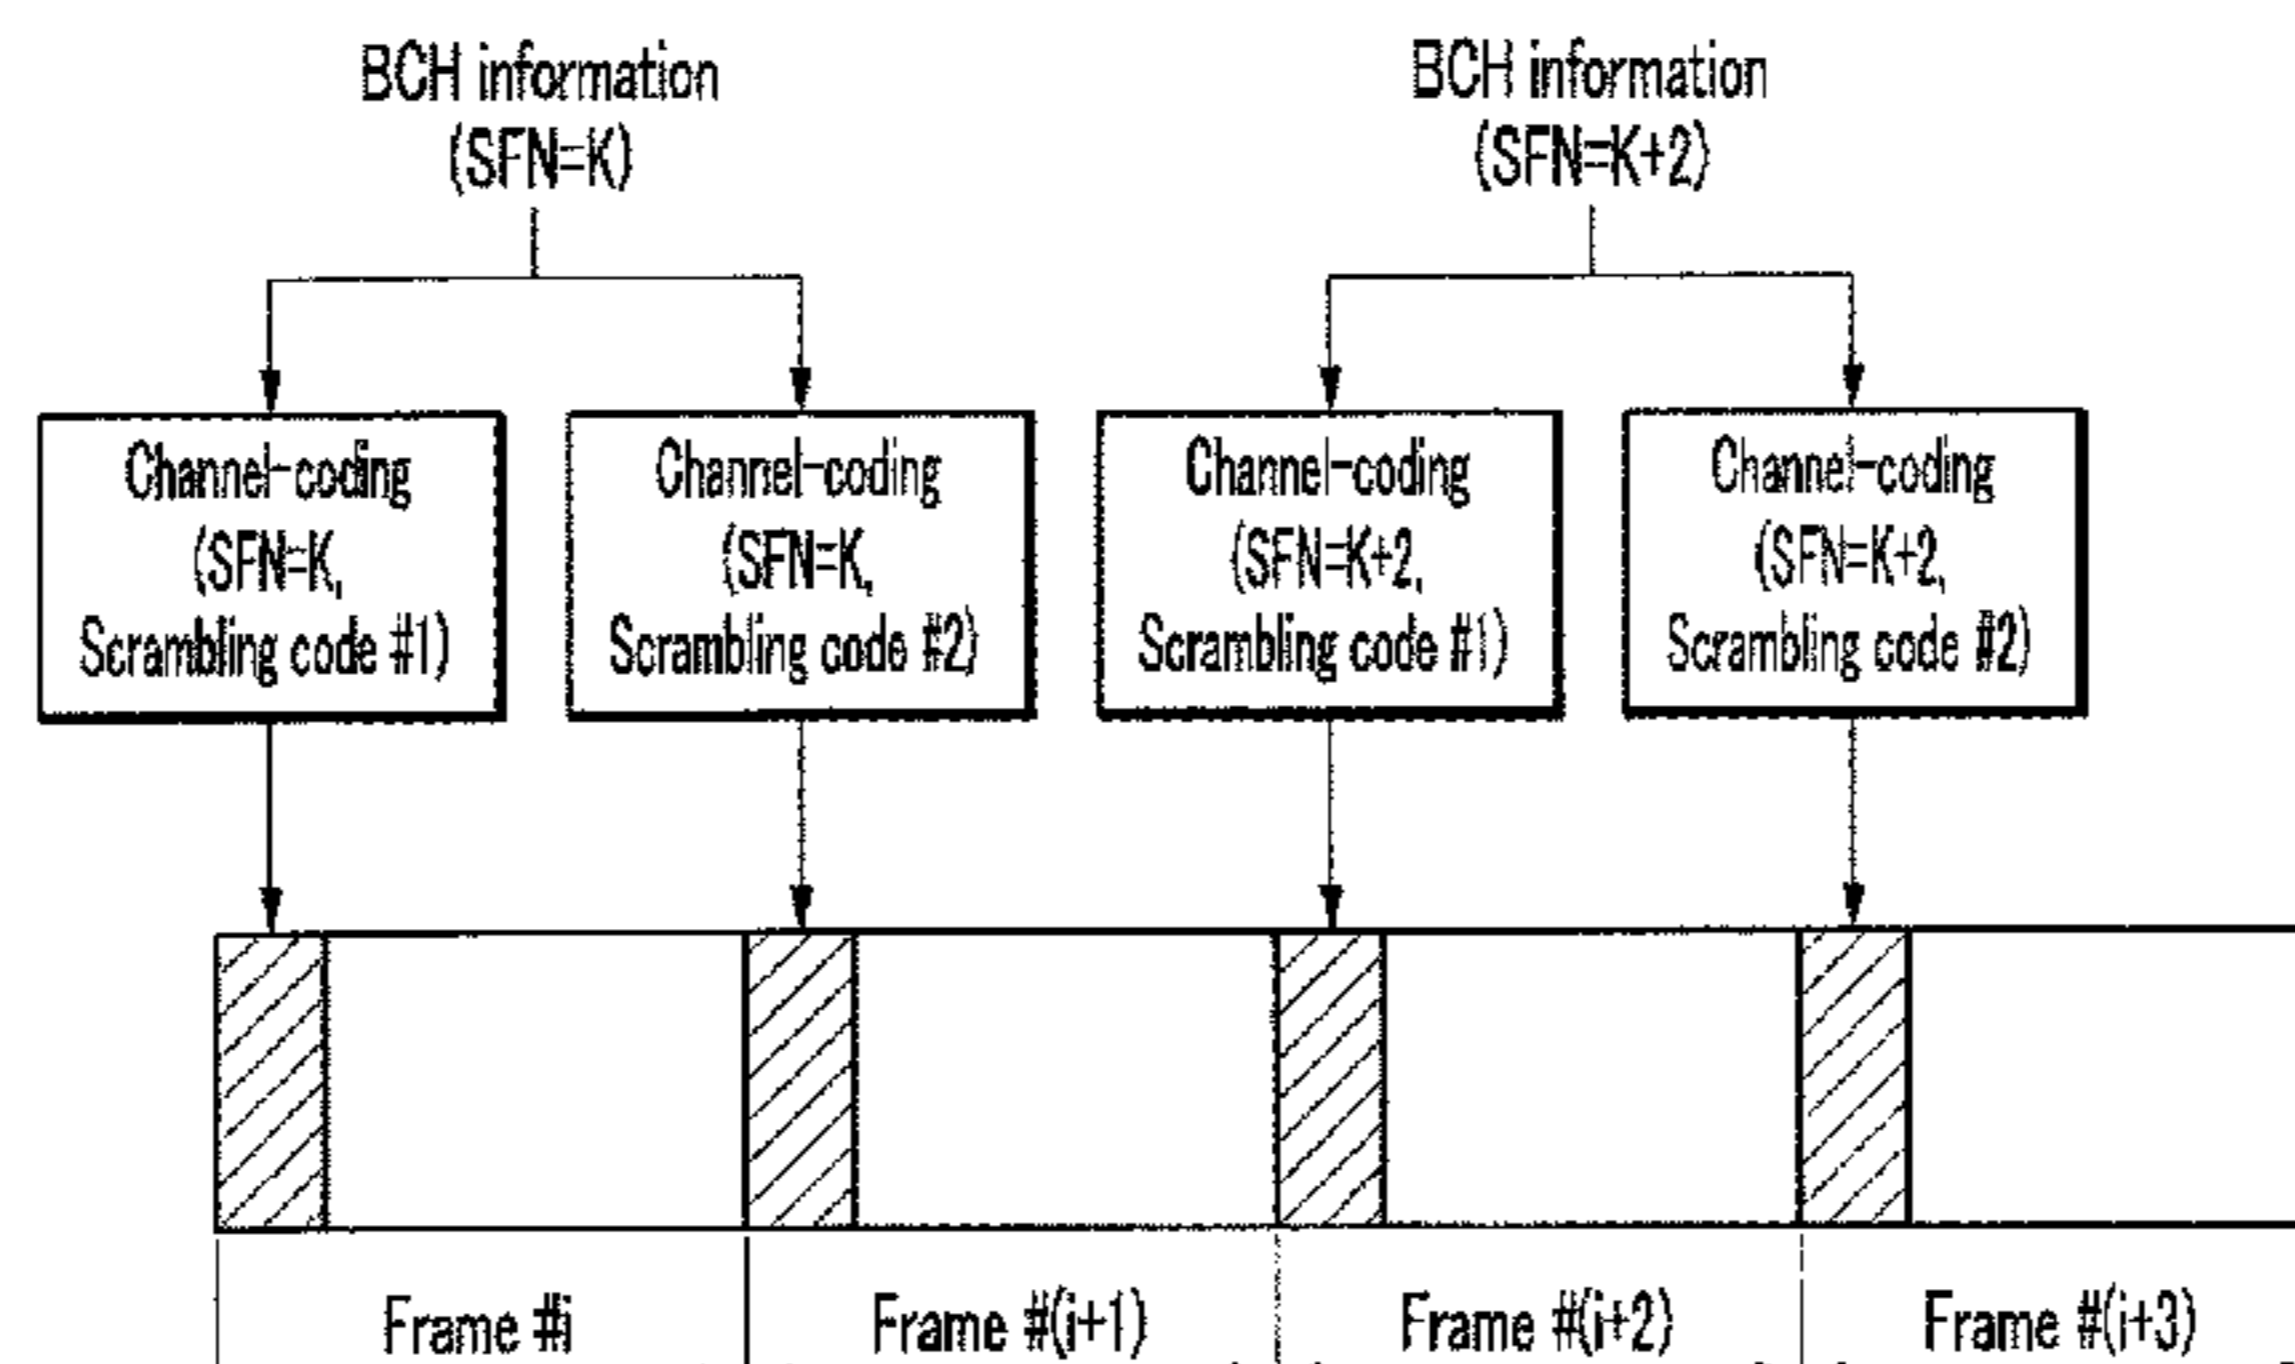 BCH information
(SFN=K)
BCH information
(SFN=K+2)
Channel-coding
(SFN=K,
Scrambling code #1)
Channel-coding
(SFN=K,
Scrambling code #2)
Channel-coding
(SFN=K+2,
Scrambling code #1)
Channel-coding
(SFN=K+2,
Scrambling code #2)
Frame #i
Frame #(i+1)
Frame #(i+2)
Frame #(i+3)